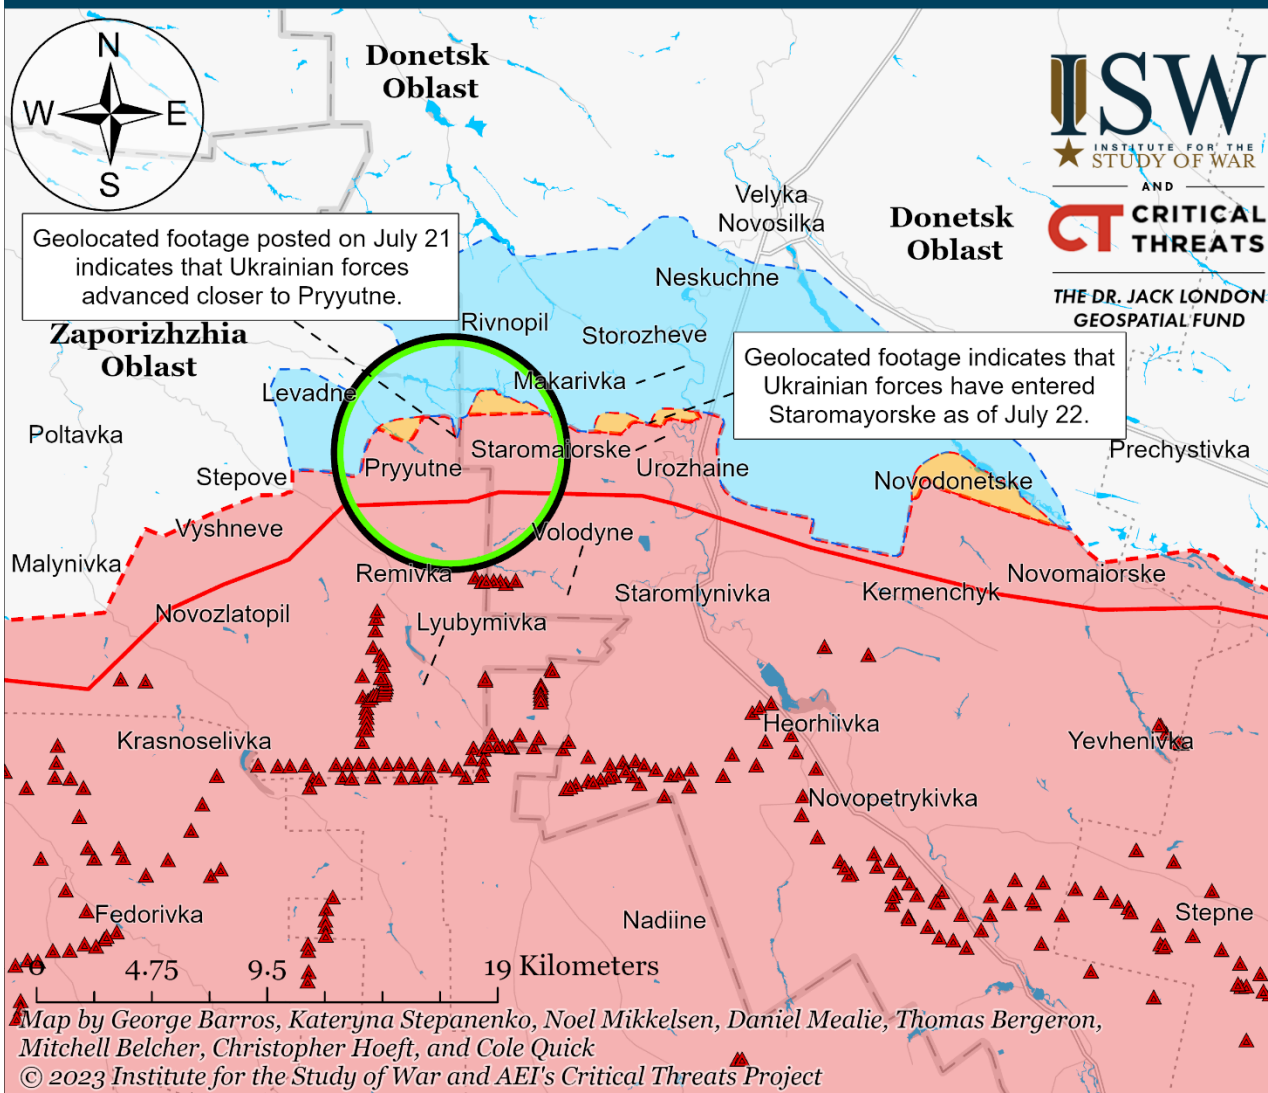 N
W
E
S
Donetsk
Oblast
ISW
INSTITUTE FOR THE
STUDY OF WAR
AND
CT CRITICAL
THREATS
THE DR. JACK LONDON
GEOSPATIAL FUND
Velyka
Novosilka
Donetsk
Oblast
Geolocated footage posted on July 21
indicates that Ukrainian forces
advanced closer to Pryyutne.
Neskuchne
Zaporizhzhia
Oblast
Rivnopil
Storozheve
Geolocated footage indicates that
Ukrainian forces have entered
Staromayorske as of July 22.
Levadne
Makarivka
Poltavka
Staromaiorske
Prechystivka
Stepove
Pryyutne
Urozhaine
Novodonetske
Vyshneve
Volodyne
Malynivka
Remivka
Novomaiorske
Novozlatopil
Staromlynivka
Kermenchyk
Lyubymivka
Heorhiivka
Krasnoselivka
Yevhenivka
Novopetrykivka
Fedorivka
Nadiine
Stepne
0 4.75 9.5 19 Kilometers
Map by George Barros, Kateryna Stepanenko, Noel Mikkelsen, Daniel Mealie, Thomas Bergeron,
Mitchell Belcher, Christopher Hoeft, and Cole Quick
© 2023 Institute for the Study of War and AEI's Critical Threats Project